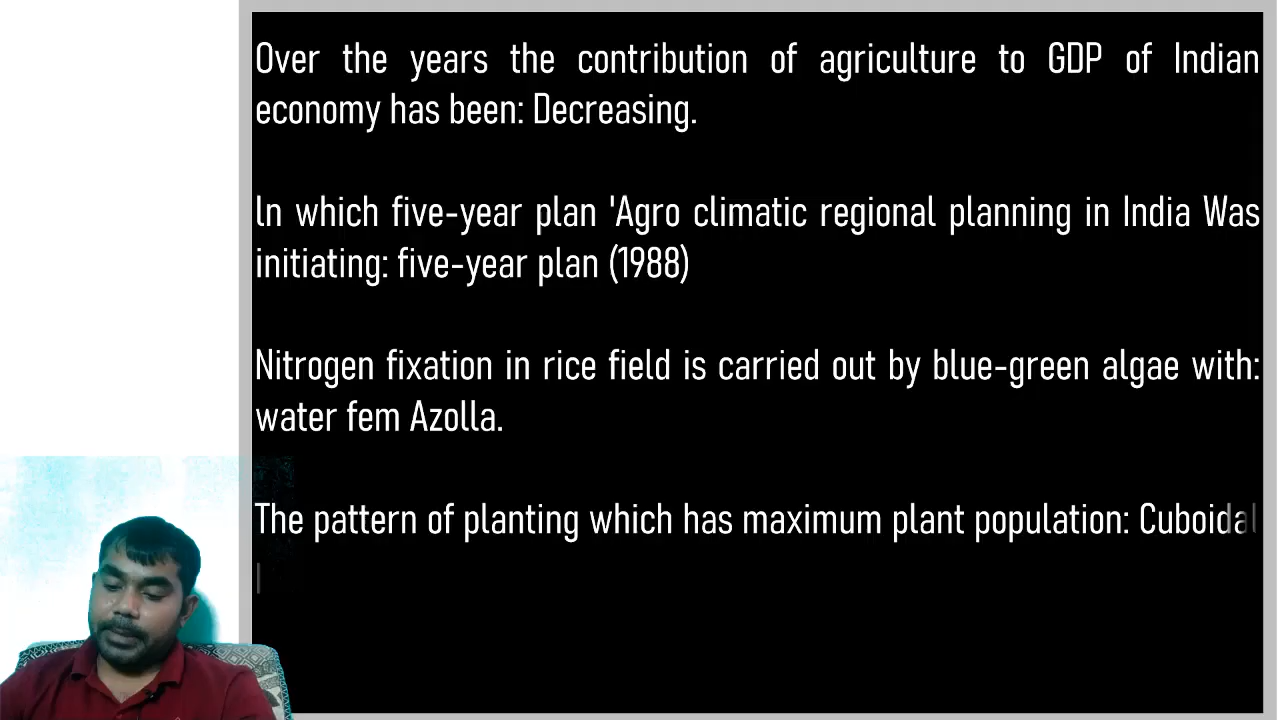 Over the years the contribution of agriculture to GDP of Indian
economy has been: Decreasing.
In which five-year plan 'Agro climatic regional planning in India Was
initiating: five-year plan (1988)
Nitrogen fixation in rice field is carried out by blue-green algae with:
water fem Azolla.
The pattern of planting which has maximum plant population: Cuboidal